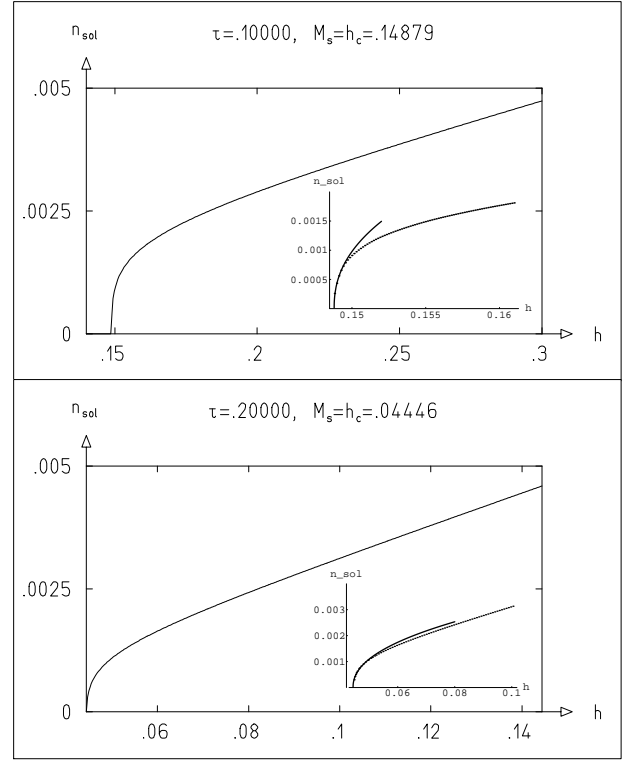 n_sol τ=.10000, M_s=h_c=.14879
.005
n_sol
0.0015
.0025
0.001
0.0005
h
0.15 0.155 0.16
0 h
.15 .2 .25 .3
n_sol τ=.20000, M_s=h_c=.04446
.005
n_sol
.0025
0.003
0.002
0.001
h
0.06 0.08 0.1
0 h
.06 .08 .1 .12 .14